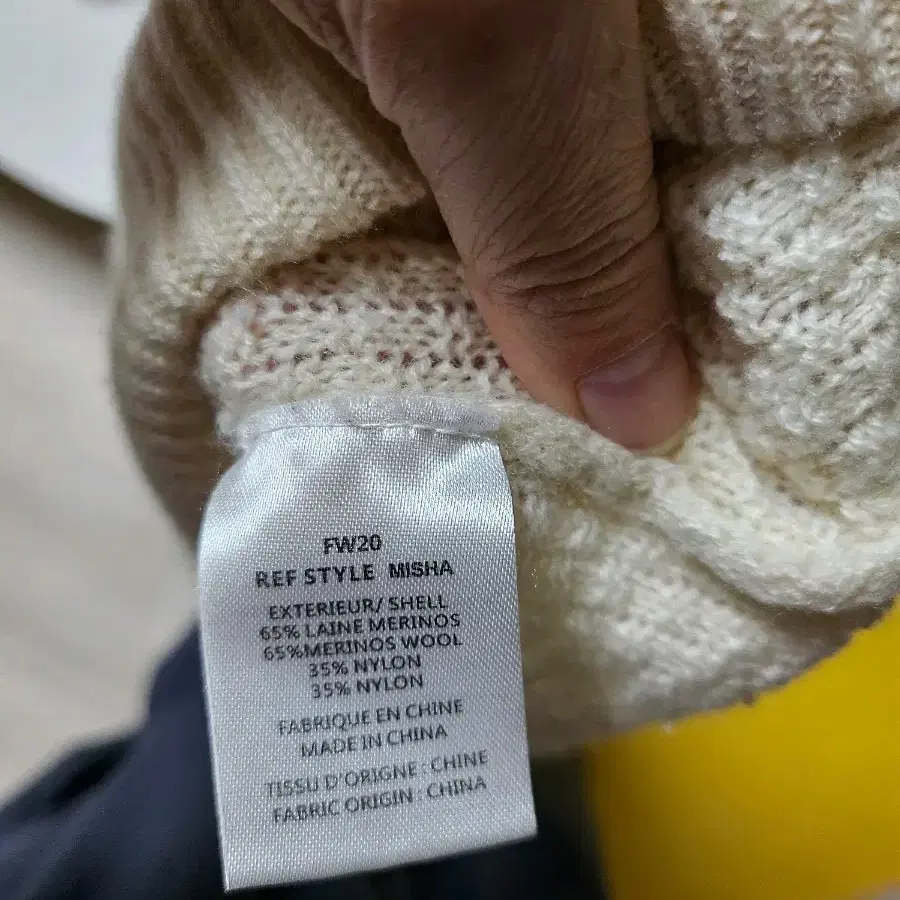 FW20
REF STYLE MISHA
EXTERIEUR/ SHELL
65% LAINE MERINOS
65%MERINOS WOOL
35% NYLON
35% NYLON
FABRIQUE EN CHINE
MADE IN CHINA
TISSU D'ORIGNE : CHINE
FABRIC ORIGIN : CHINA